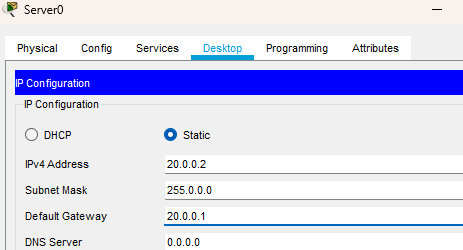 Server0
Physical Config Services Desktop Programming Attributes
IP Configuration
IP Configuration
DHCP Static
IPv4 Address 20.0.0.2
Subnet Mask 255.0.0.0
Default Gateway 20.0.0.1
DNS Server 0.0.0.0